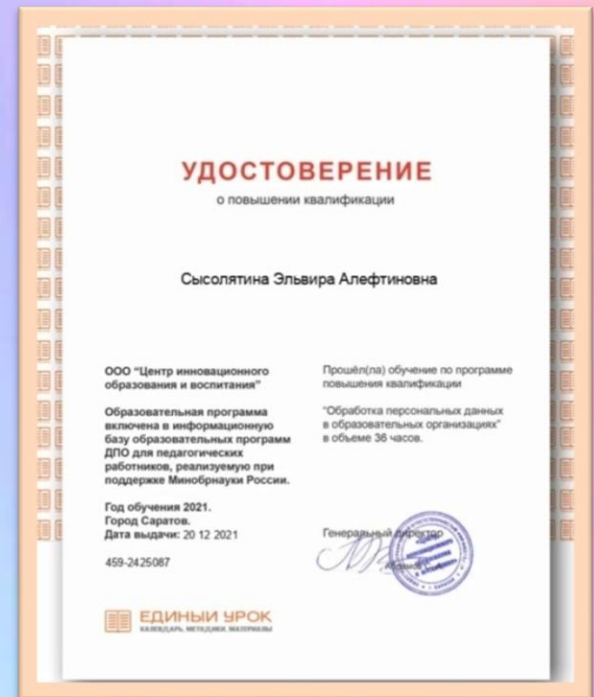 УДОСТОВЕРЕНИЕ
о повышении квалификации
Сысолятина Эльвира Алефтиновна
ООО "Центр инновационного
образования и воспитания"
Образовательная программа
включена в информационную
базу образовательных программ
ДПО для педагогических
работников, реализуемую при
поддержке Минобрнауки России.
Год обучения 2021.
Город Саратов.
Дата выдачи: 20 12 2021
459-2425087
Прошёл(ла) обучение по программе
повышения квалификации
"Обработка персональных данных
в образовательных организациях"
в объеме 36 часов.
Генеральный директор
ЕДИНЫЙ УРОК
КАЛЕНДАРЬ. МЕТОДИКИ. МАТЕРИАЛЫ